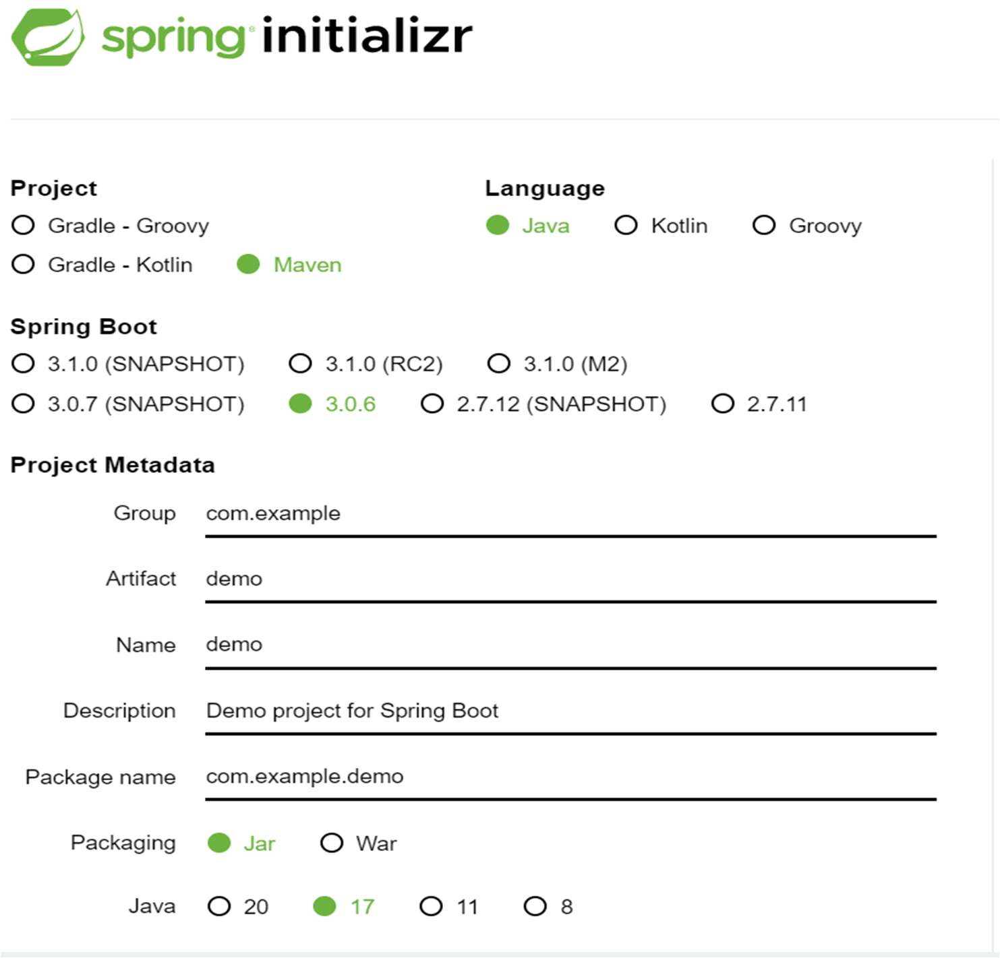 spring initializr
Project
Gradle - Groovy
Gradle - Kotlin Maven
Language
Java Kotlin Groovy
Spring Boot
3.1.0 (SNAPSHOT) 3.1.0 (RC2) 3.1.0 (M2)
3.0.7 (SNAPSHOT) 3.0.6 2.7.12 (SNAPSHOT) 2.7.11
Project Metadata
Group com.example
Artifact demo
Name demo
Description Demo project for Spring Boot
Package name com.example.demo
Packaging Jar War
Java 20 17 11 8